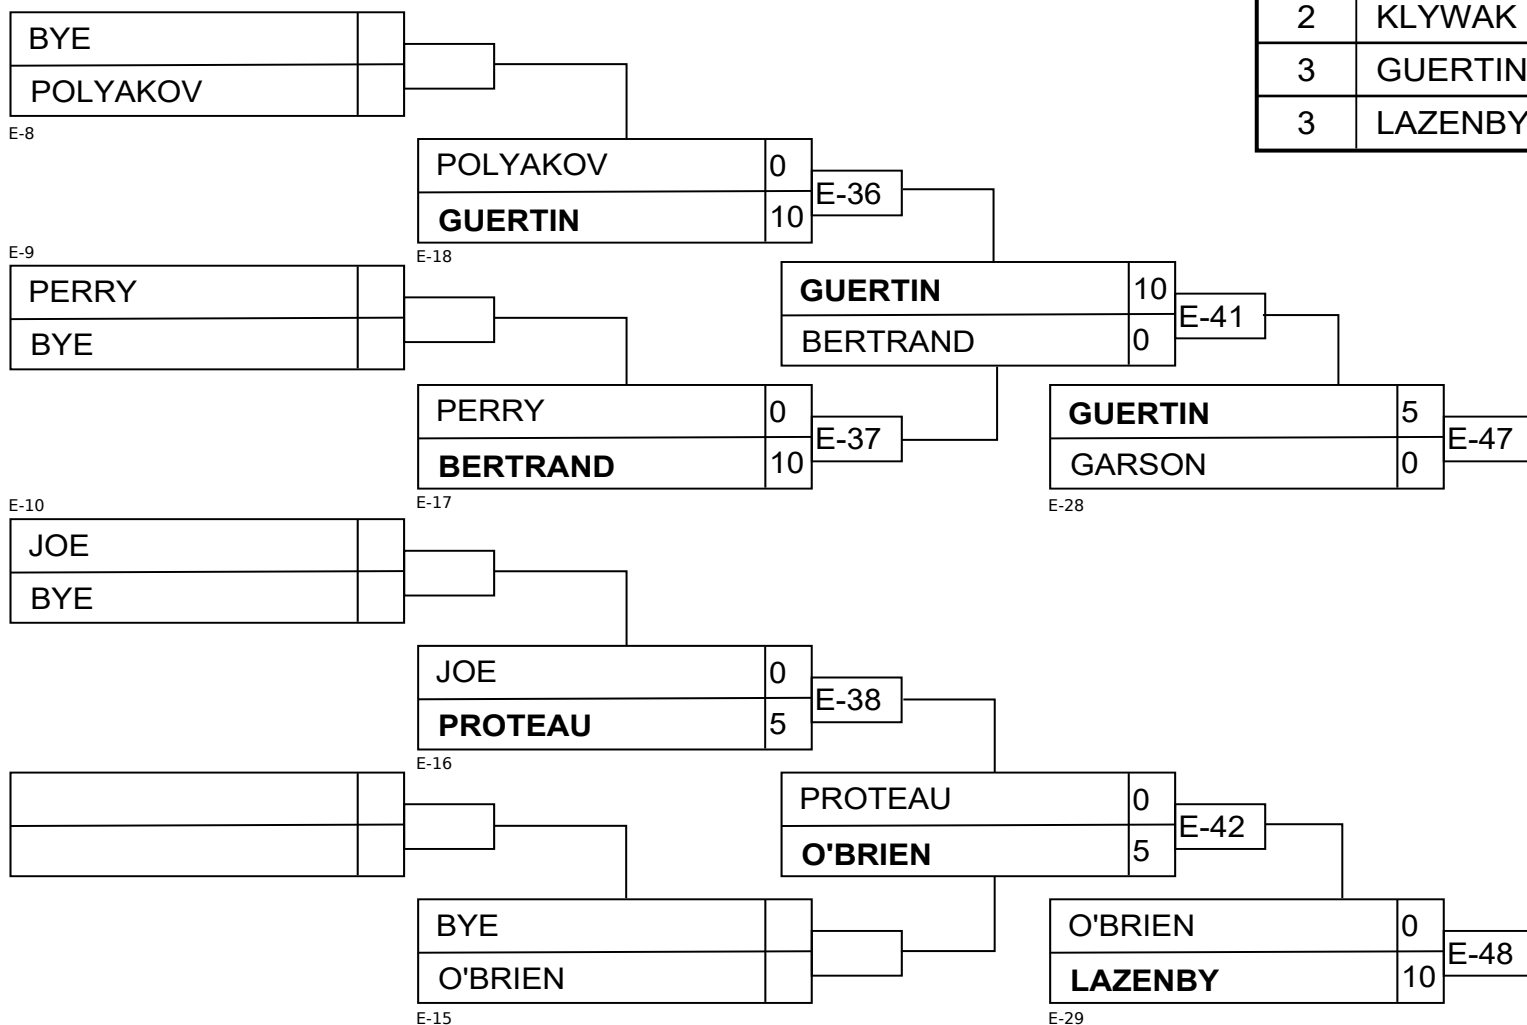 BYE
POLYAKOV
E-8
2 KLYWAK
3 GUERTIN
3 LAZENBY
POLYAKOV 0
GUERTIN 10
E-36
E-18
E-9
PERRY
BYE
GUERTIN 10
BERTRAND 0
E-41
PERRY 0
BERTRAND 10
E-37
E-17
GUERTIN 5
GARSON 0
E-47
E-28
E-10
JOE
BYE
JOE 0
PROTEAU 5
E-38
E-16
PROTEAU 0
O'BRIEN 5
E-42
BYE
O'BRIEN
E-15
O'BRIEN 0
LAZENBY 10
E-48
E-29